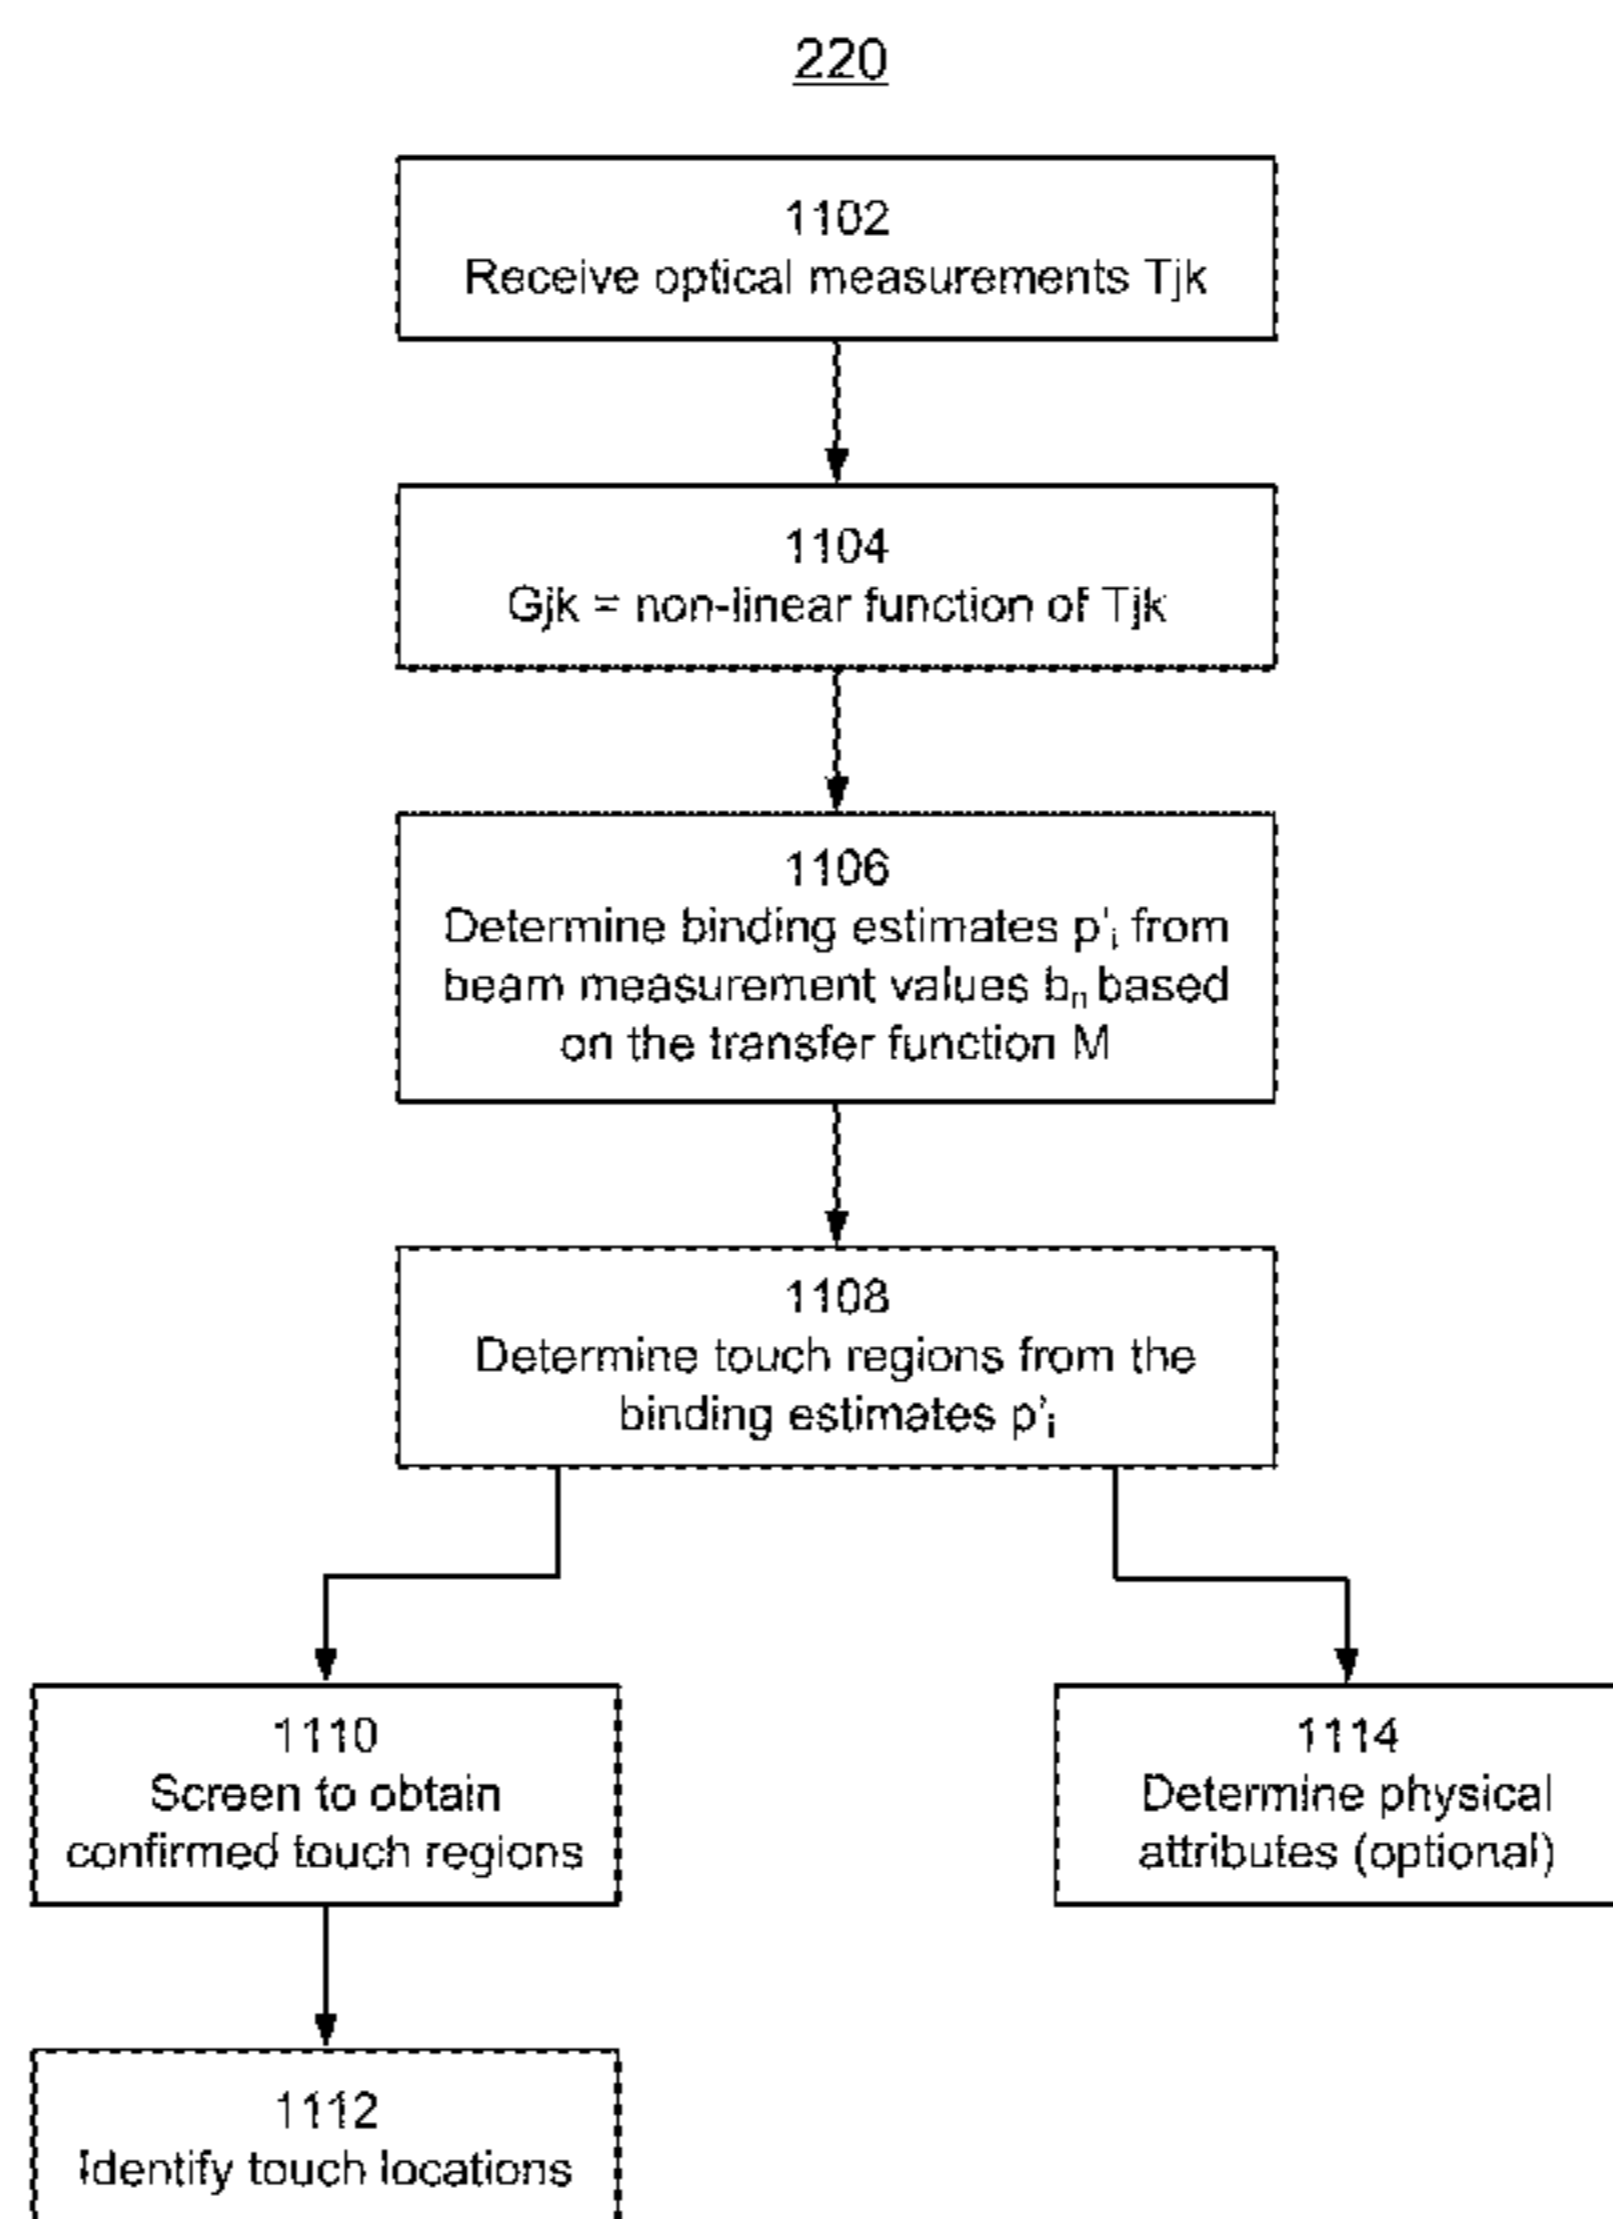 220
1102
Receive optical measurements Tjk
1104
Gjk = non-linear function of Tjk
1106
Determine binding estimates p'i from
beam measurement values bn based
on the transfer function M
1108
Determine touch regions from the
binding estimates p'i
1110
Screen to obtain
confirmed touch regions
1114
Determine physical
attributes (optional)
1112
Identify touch locations